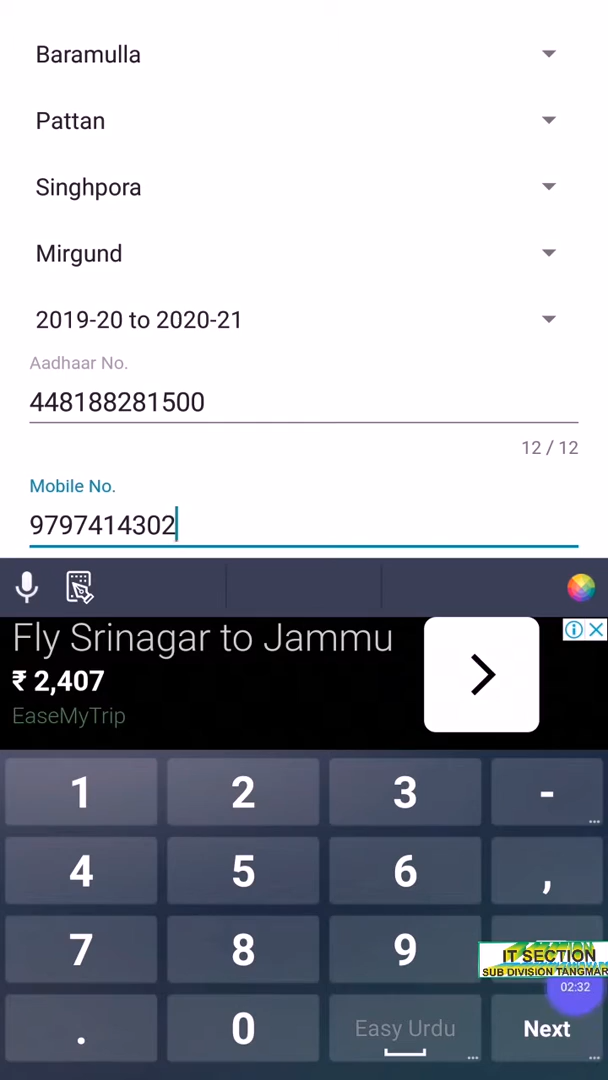 Baramulla
Pattan
Singhpora
Mirgund
2019-20 to 2020-21
Aadhaar No.
448188281500
12 / 12
Mobile No.
9797414302
Fly Srinagar to Jammu
₹ 2,407
EaseMyTrip
1 2 3 -
4 5 6 ,
7 8 9
IT SECTION
SUB DIVISION TANGMAR
02:32
. 0 Easy Urdu Next